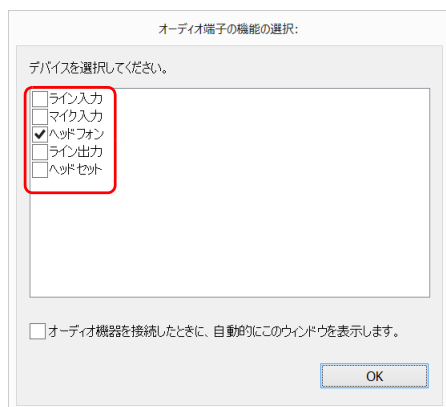 オーディオ端子の機能の選択:
デバイスを選択してください。
ライン入力
マイク入力
ヘッドフォン
ライン出力
ヘッドセット
オーディオ機器を接続したときに、自動的にこのウィンドウを表示します。
OK